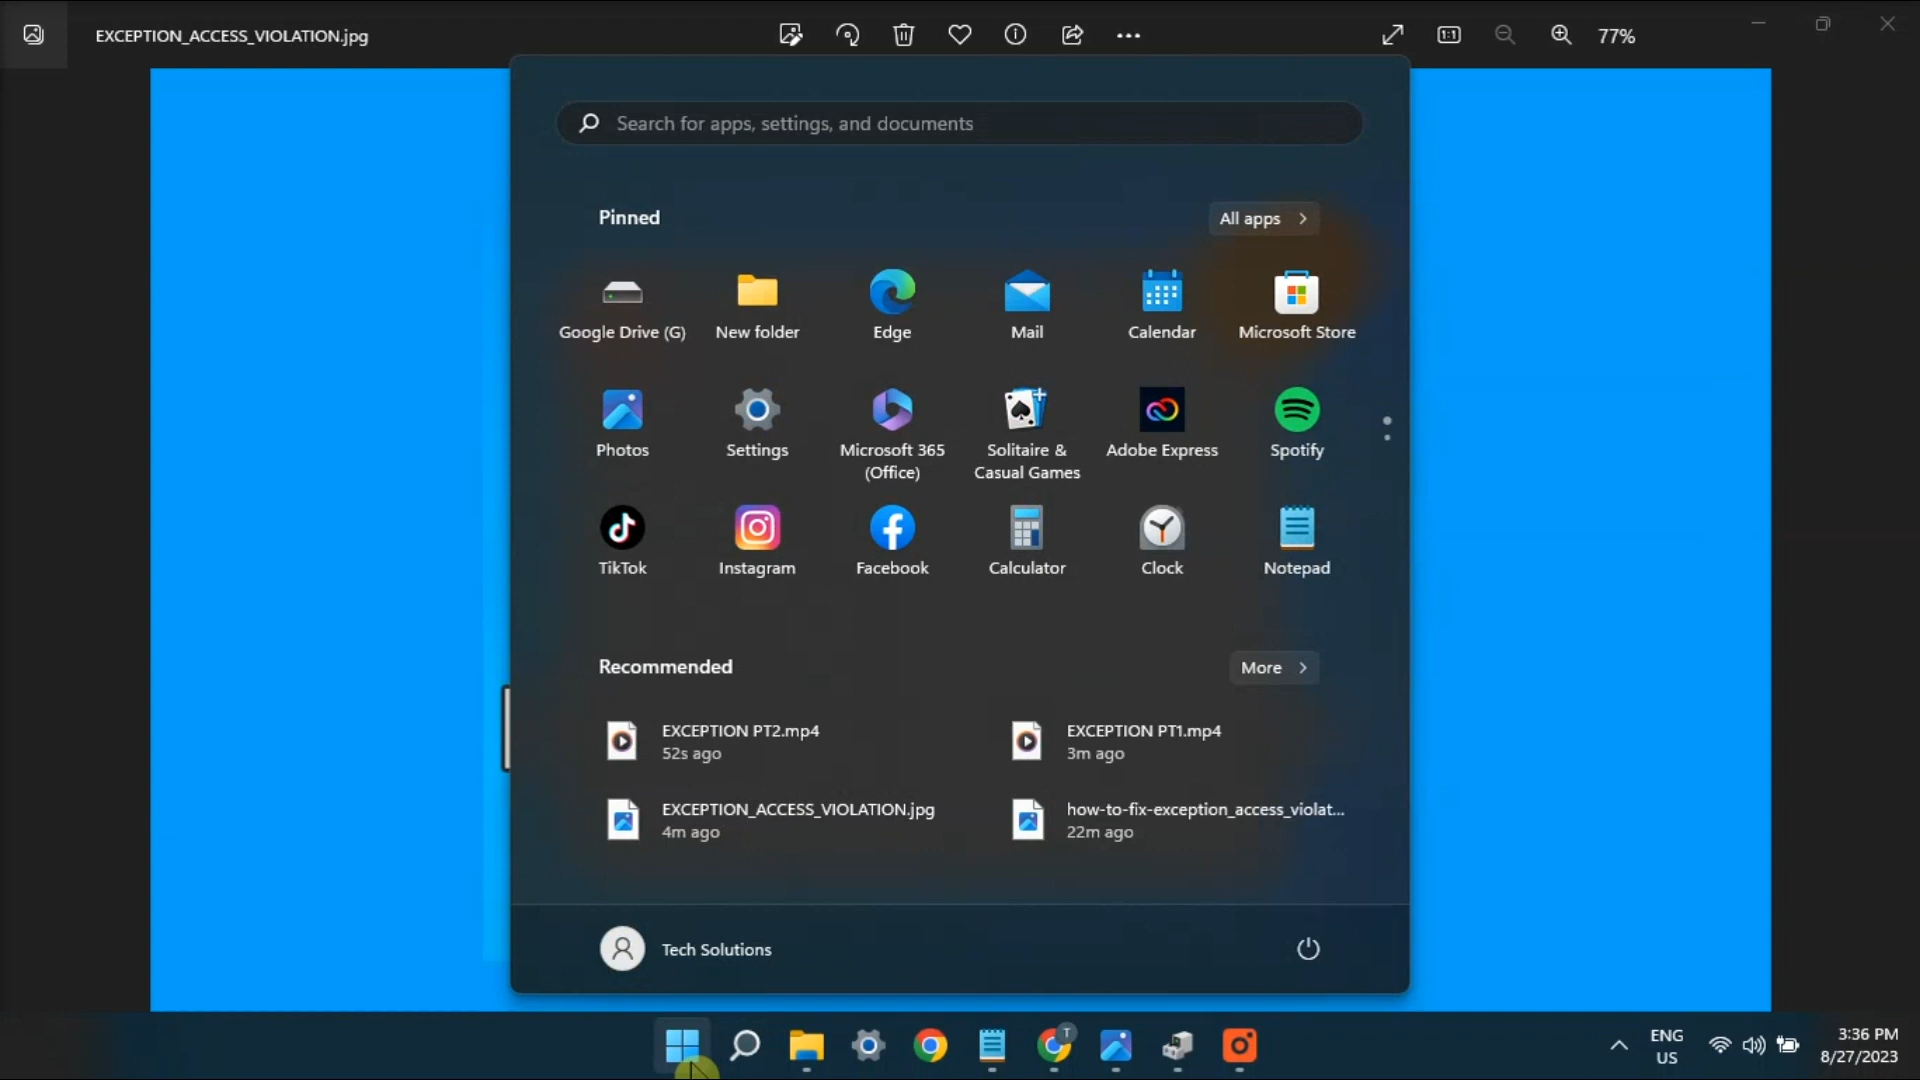 EXCEPTION_ACCESS_VIOLATION.jpg
77%
Search for apps, settings, and documents
Pinned
All apps
Google Drive (G)
New folder
Edge
Mail
Calendar
Microsoft Store
Photos
Settings
Microsoft 365
(Office)
Solitaire &
Casual Games
Adobe Express
Spotify
TikTok
Instagram
Facebook
Calculator
Clock
Notepad
Recommended
More
EXCEPTION PT2.mp4
52s ago
EXCEPTION PT1.mp4
3m ago
EXCEPTION_ACCESS_VIOLATION.jpg
4m ago
how-to-fix-exception_access_violat...
22m ago
Tech Solutions
T
ENG
US
3:36 PM
8/27/2023